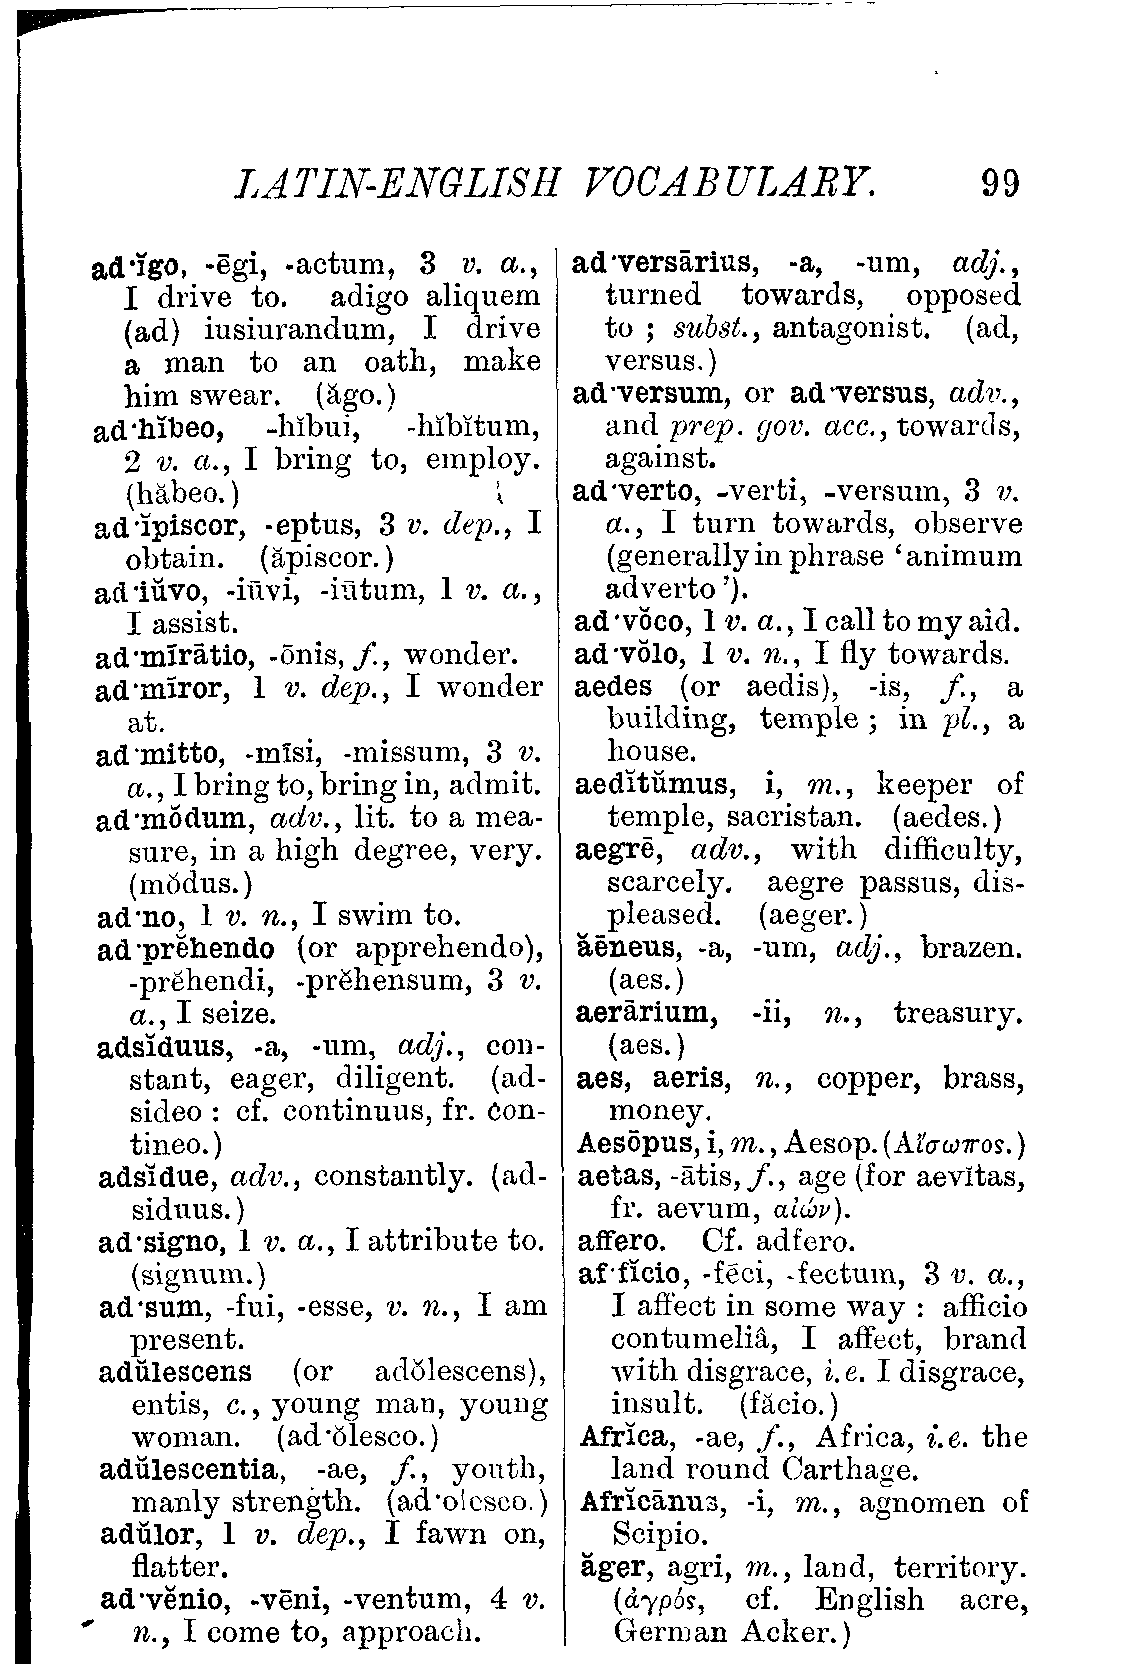 LATIN-ENGLISH VOCABULARY. 99
ad·ĭgo, -ēgi, -actum, 3 v. a.,
I drive to. adigo aliquem
(ad) iusiurandum, I drive
a man to an oath, make
him swear. (ăgo.)
ad·hĭbeo, -hĭbui, -hĭbĭtum,
2 v. a., I bring to, employ.
(hăbeo.)
ad·ĭpiscor, -eptus, 3 v. dep., I
obtain. (ăpiscor.)
ad·iŭvo, -iūvi, -iūtum, 1 v. a.,
I assist.
ad·mīrātio, -ōnis, f., wonder.
ad·mīror, 1 v. dep., I wonder
at.
ad·mitto, -mīsi, -missum, 3 v.
a., I bring to, bring in, admit.
ad·mŏdum, adv., lit. to a mea-
sure, in a high degree, very.
(mŏdus.)
ad·no, 1 v. n., I swim to.
ad·prĕhendo (or apprehendo),
-prĕhendi, -prĕhensum, 3 v.
a., I seize.
adsĭduus, -a, -um, adj., con-
stant, eager, diligent. (ad-
sideo : cf. continuus, fr. con-
tineo.)
adsĭdue, adv., constantly. (ad-
siduus.)
ad·signo, 1 v. a., I attribute to.
(signum.)
ad·sum, -fui, -esse, v. n., I am
present.
adŭlescens (or adŏlescens),
entis, c., young man, young
woman. (ad·ŏlesco.)
adŭlescentia, -ae, f., youth,
manly strength. (ad·olesco.)
adŭlor, 1 v. dep., I fawn on,
flatter.
ad·vĕnio, -vēni, -ventum, 4 v.
n., I come to, approach.
ad·versārius, -a, -um, adj.,
turned towards, opposed
to ; subst., antagonist. (ad,
versus.)
ad·versum, or ad·versus, adv.,
and prep. gov. acc., towards,
against.
ad·verto, -verti, -versum, 3 v.
a., I turn towards, observe
(generally in phrase ‘animum
adverto’).
ad·vŏco, 1 v. a., I call to my aid.
ad·vŏlo, 1 v. n., I fly towards.
aedes (or aedis), -is, f., a
building, temple ; in pl., a
house.
aedĭtŭmus, i, m., keeper of
temple, sacristan. (aedes.)
aegrē, adv., with difficulty,
scarcely. aegre passus, dis-
pleased. (aeger.)
ăēneus, -a, -um, adj., brazen.
(aes.)
aerārium, -ii, n., treasury.
(aes.)
aes, aeris, n., copper, brass,
money.
Aesōpus, i, m., Aesop. (Αἴσωπος.)
aetas, -ātis, f., age (for aevĭtas,
fr. aevum, αἰών).
affero. Cf. adfero.
af·fĭcio, -fēci, -fectum, 3 v. a.,
I affect in some way : afficio
contumeliâ, I affect, brand
with disgrace, i.e. I disgrace,
insult. (făcio.)
Afrĭca, -ae, f., Africa, i.e. the
land round Carthage.
Afrĭcānus, -i, m., agnomen of
Scipio.
ăger, agri, m., land, territory.
(ἀγρός, cf. English acre,
German Acker.)